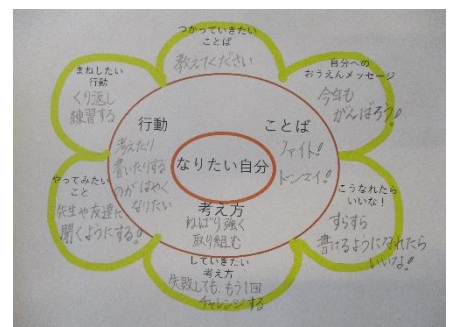 つかっていきたい
ことば
教えてください
まねしたい
行動
くり返し
練習する
自分への
おうえんメッセージ
今年も
がんばろう!
行動
考えたり
書いたりする
のがはやく
なりたい
ことば
ファイト!
ドンマイ!
なりたい自分
考え方
ねばり強く
取り組む
やってみたい
こと
先生や友達に
聞くようにする!
こうなれたら
いいな!
すらすら
書けるようになれたら
いいな!
していきたい
考え方
失敗しても、もう1回
チャレンジする